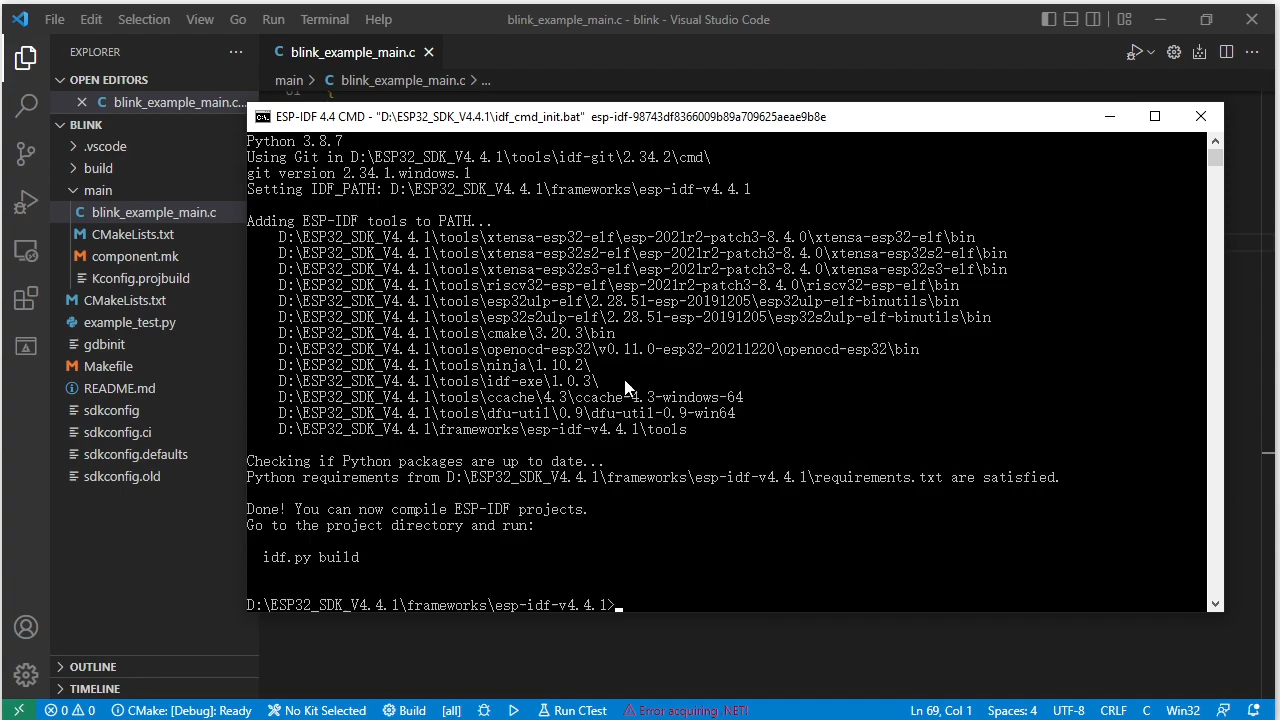 File Edit Selection View Go Run Terminal Help
blink_example_main.c - blink - Visual Studio Code
EXPLORER
OPEN EDITORS
blink_example_main.c...
BLINK
.vscode
build
main
blink_example_main.c
CMakeLists.txt
component.mk
Kconfig.projbuild
CMakeLists.txt
example_test.py
gdbinit
Makefile
README.md
sdkconfig
sdkconfig.ci
sdkconfig.defaults
sdkconfig.old
OUTLINE
TIMELINE
blink_example_main.c
main > blink_example_main.c > ...
ESP-IDF 4.4 CMD - "D:\ESP32_SDK_V4.4.1\idf_cmd_init.bat" esp-idf-98743df8366009b89a709625aeae9b8e
Python 3.8.7
Using Git in D:\ESP32_SDK_V4.4.1\tools\idf-git\2.34.2\cmd\
git version 2.34.1.windows.1
Setting IDF_PATH: D:\ESP32_SDK_V4.4.1\frameworks\esp-idf-v4.4.1
Adding ESP-IDF tools to PATH...
D:\ESP32_SDK_V4.4.1\tools\xtensa-esp32-elf\esp-2021r2-patch3-8.4.0\xtensa-esp32-elf\bin
D:\ESP32_SDK_V4.4.1\tools\xtensa-esp32s2-elf\esp-2021r2-patch3-8.4.0\xtensa-esp32s2-elf\bin
D:\ESP32_SDK_V4.4.1\tools\xtensa-esp32s3-elf\esp-2021r2-patch3-8.4.0\xtensa-esp32s3-elf\bin
D:\ESP32_SDK_V4.4.1\tools\riscv32-esp-elf\esp-2021r2-patch3-8.4.0\riscv32-esp-elf\bin
D:\ESP32_SDK_V4.4.1\tools\esp32ulp-elf\2.28.51-esp-20191205\esp32ulp-elf-binutils\bin
D:\ESP32_SDK_V4.4.1\tools\esp32s2ulp-elf\2.28.51-esp-20191205\esp32s2ulp-elf-binutils\bin
D:\ESP32_SDK_V4.4.1\tools\cmake\3.20.3\bin
D:\ESP32_SDK_V4.4.1\tools\openocd-esp32\v0.11.0-esp32-20211220\openocd-esp32\bin
D:\ESP32_SDK_V4.4.1\tools\ninja\1.10.2\
D:\ESP32_SDK_V4.4.1\tools\idf-exe\1.0.3\
D:\ESP32_SDK_V4.4.1\tools\ccache\4.3\ccache-4.3-windows-64
D:\ESP32_SDK_V4.4.1\tools\dfu-util\0.9\dfu-util-0.9-win64
D:\ESP32_SDK_V4.4.1\frameworks\esp-idf-v4.4.1\tools
Checking if Python packages are up to date...
Python requirements from D:\ESP32_SDK_V4.4.1\frameworks\esp-idf-v4.4.1\requirements.txt are satisfied.
Done! You can now compile ESP-IDF projects.
Go to the project directory and run:
idf.py build
D:\ESP32_SDK_V4.4.1\frameworks\esp-idf-v4.4.1>
0 0 CMake: [Debug]: Ready No Kit Selected Build [all] Run CTest Error acquiring .NET! Ln 69, Col 1 Spaces: 4 UTF-8 CRLF C Win32